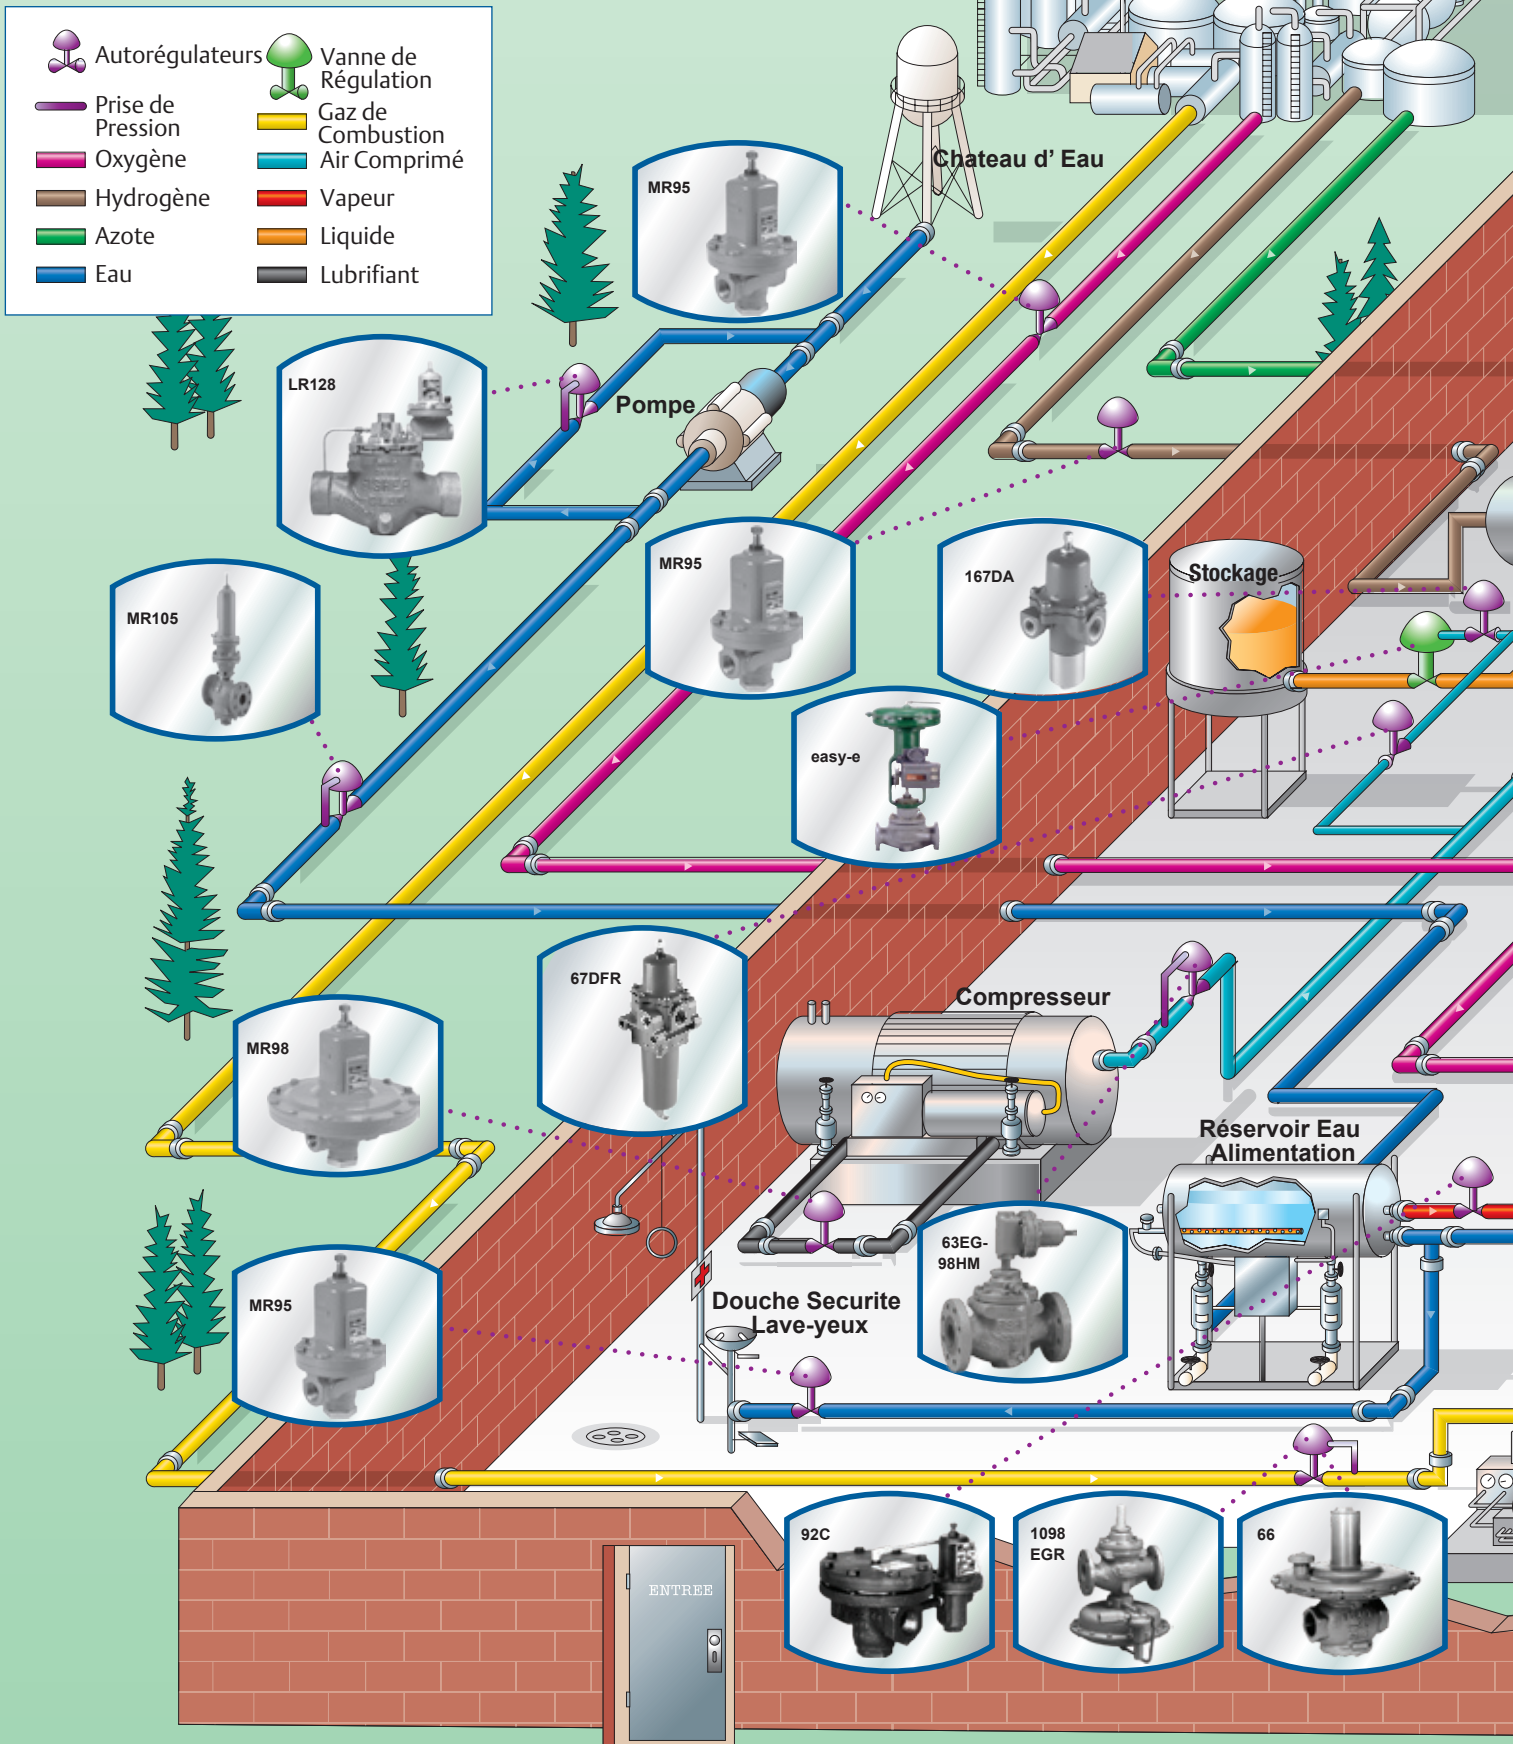 Autorégulateurs
Vanne de
Régulation
Prise de
Pression
Gaz de
Combustion
Oxygène
Air Comprimé
Hydrogène
Vapeur
Azote
Liquide
Eau
Lubrifiant
Chateau d' Eau
MR95
LR128
Pompe
MR95
167DA
Stockage
MR105
easy-e
67DFR
Compresseur
MR98
Réservoir Eau
Alimentation
63EG-
98HM
MR95
Douche Securite
Lave-yeux
92C
1098
EGR
66
ENTREE